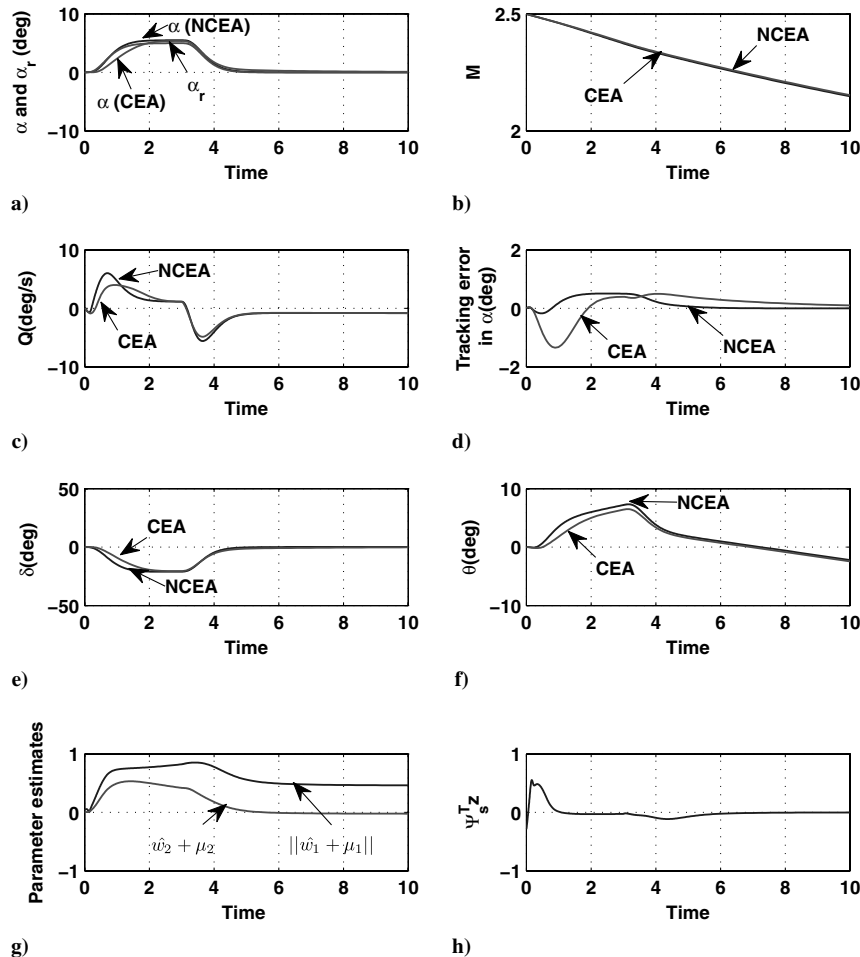 α and α_r (deg)
10
0
−10
α (NCEA)
α (CEA)
α_r
0 2 4 6 8 10
Time
a)
M
2.5
2
NCEA
CEA
0 2 4 6 8 10
Time
b)
Q(deg/s)
10
0
−10
NCEA
CEA
0 2 4 6 8 10
Time
c)
Tracking error
in α(deg)
2
0
−2
CEA
NCEA
0 2 4 6 8 10
Time
d)
δ(deg)
50
0
−50
CEA
NCEA
0 2 4 6 8 10
Time
e)
θ(deg)
10
0
−10
NCEA
CEA
0 2 4 6 8 10
Time
f)
Parameter estimates
1
0
−1
ŵ₂ + μ₂
||ŵ₁ + μ₁||
0 2 4 6 8 10
Time
g)
Ψ_s^T z
1
0
−1
0 2 4 6 8 10
Time
h)